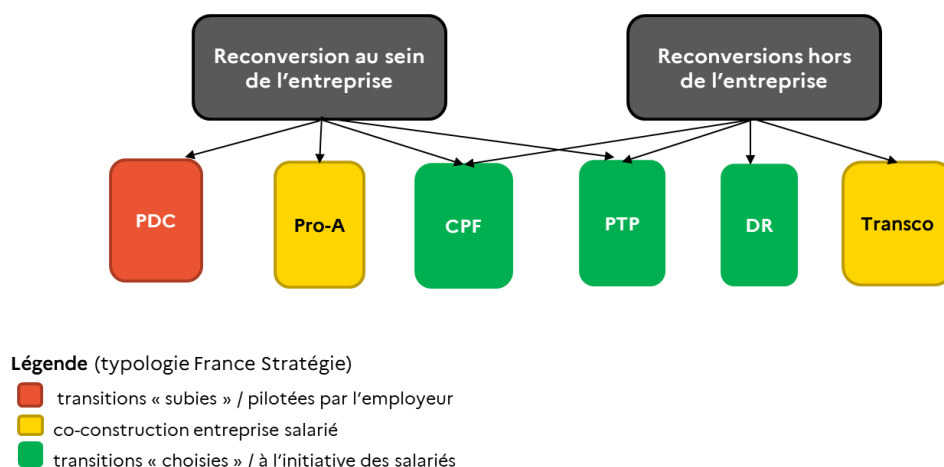 Reconversion au sein
de l’entreprise
Reconversions hors
de l’entreprise
PDC
Pro-A
CPF
PTP
DR
Transco
Légende (typologie France Stratégie)
transitions « subies » / pilotées par l’employeur
co-construction entreprise salarié
transitions « choisies » / à l’initiative des salariés